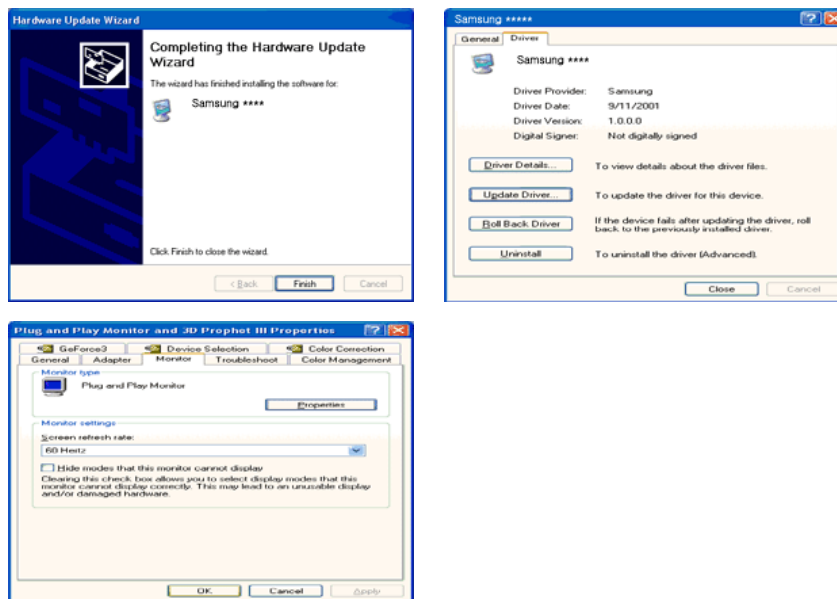 Hardware Update Wizard
Completing the Hardware Update
Wizard
The wizard has finished installing the software for:
Samsung ****
Click Finish to close the wizard.
< Back
Finish
Cancel
Samsung *****
General
Driver
Samsung ****
Driver Provider: Samsung
Driver Date: 9/11/2001
Driver Version: 1.0.0.0
Digital Signer: Not digitally signed
Driver Details...
To view details about the driver files.
Update Driver...
To update the driver for this device.
Roll Back Driver
If the device fails after updating the driver, roll
back to the previously installed driver.
Uninstall
To uninstall the driver (Advanced).
Close
Cancel
Plug and Play Monitor and 3D Prophet III Properties
GeForce3
Device Selection
Color Correction
General
Adapter
Monitor
Troubleshoot
Color Management
Monitor type
Plug and Play Monitor
Properties
Monitor settings
Screen refresh rate:
60 Hertz
Hide modes that this monitor cannot display
Clearing this check box allows you to select display modes that this
monitor cannot display correctly. This may lead to an unusable display
and/or damaged hardware.
OK
Cancel
Apply